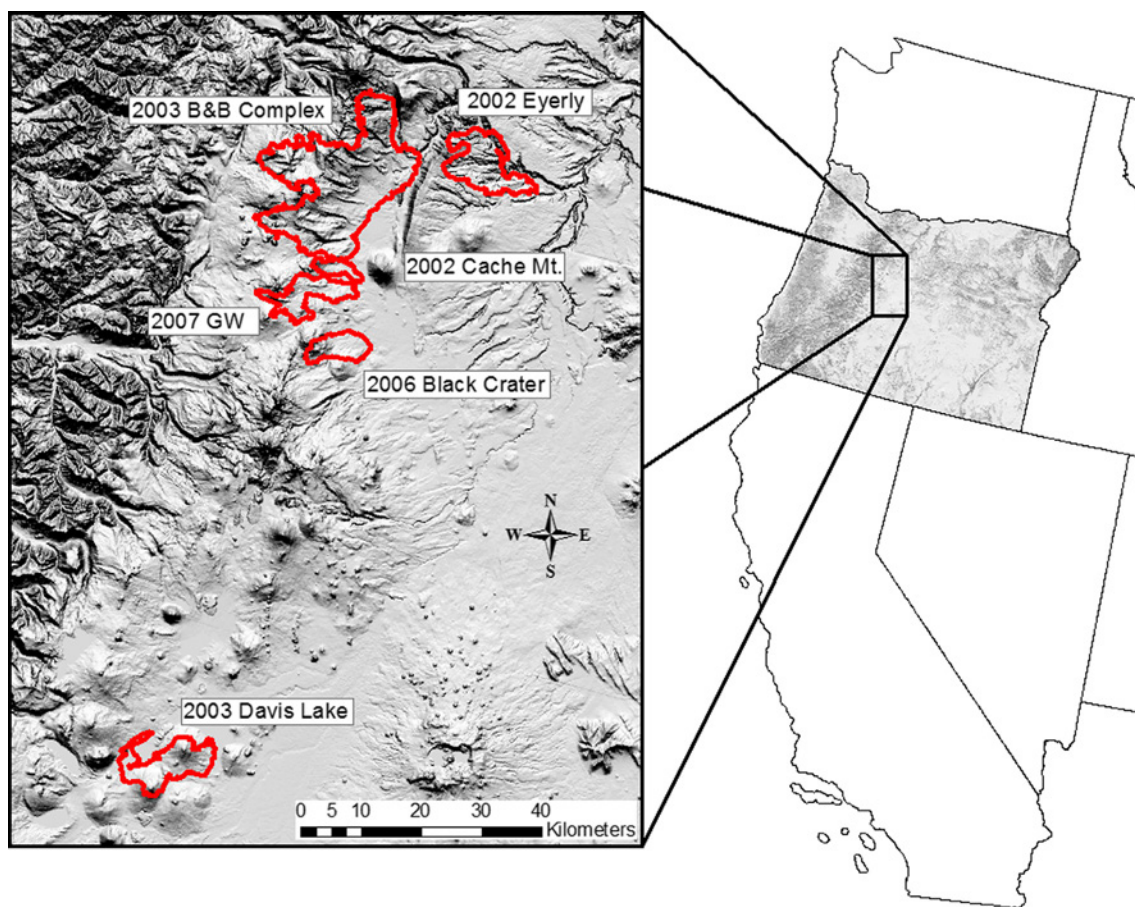 2003 B&B Complex
2002 Eyerly
2002 Cache Mt.
2007 GW
2006 Black Crater
N
W E
S
2003 Davis Lake
0 5 10 20 30 40
Kilometers